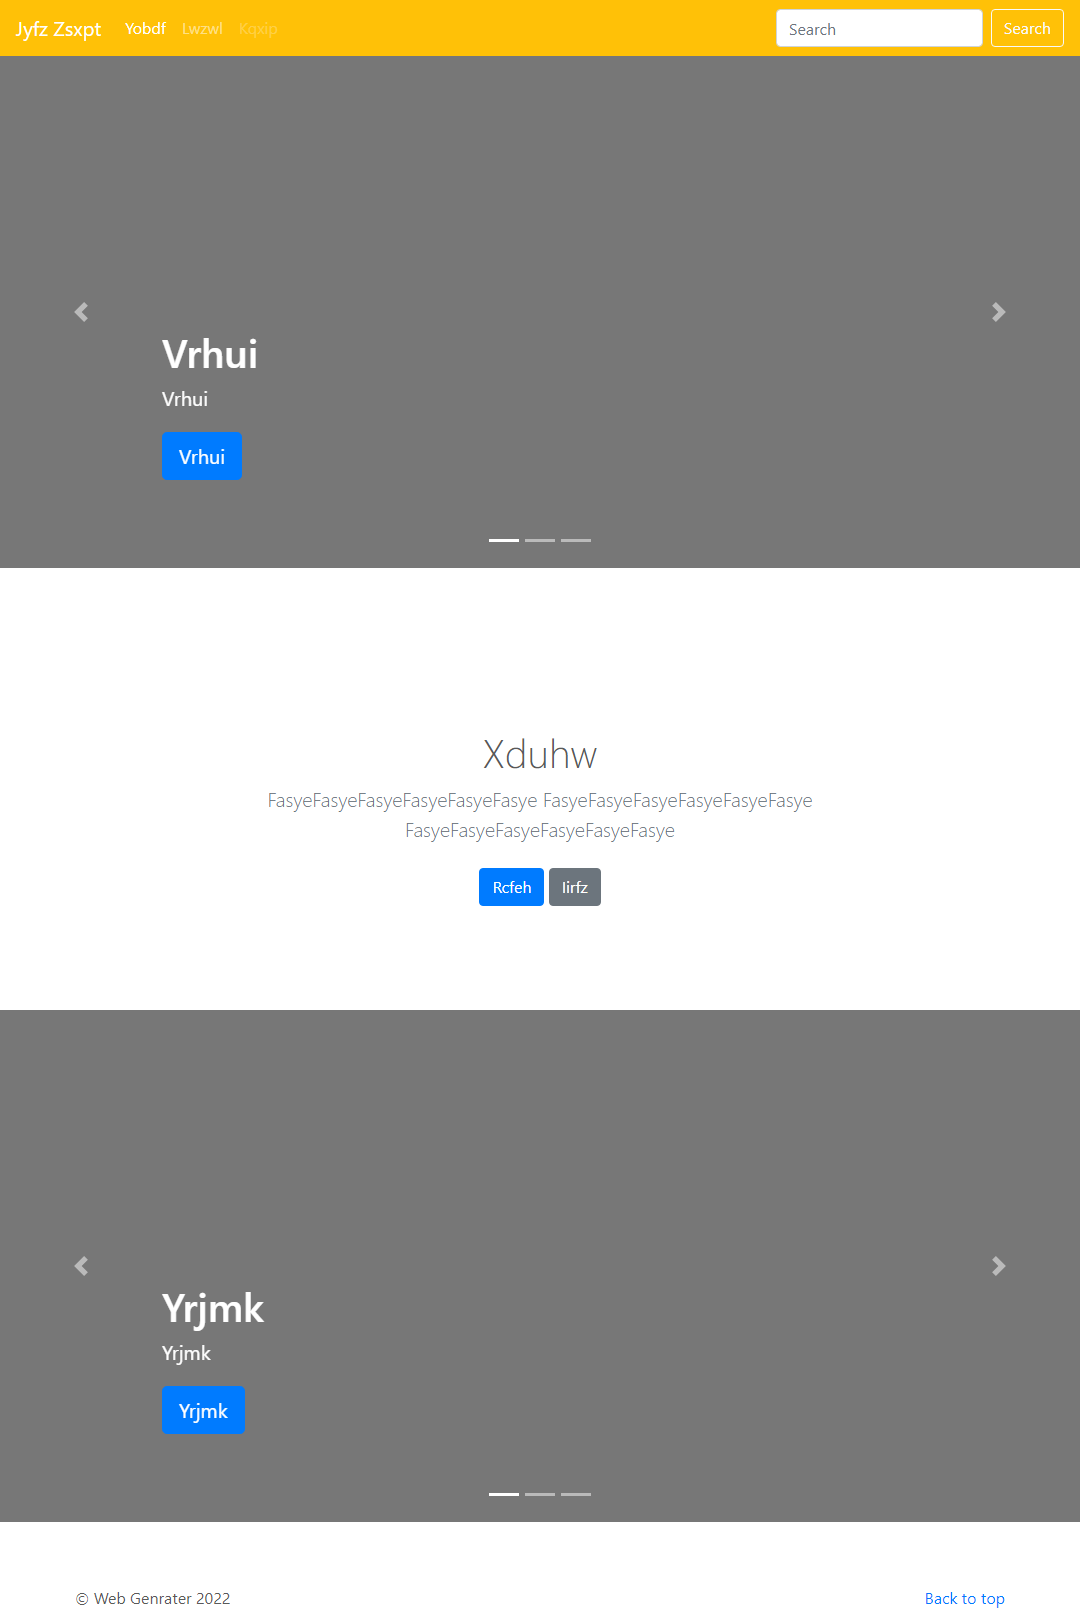 Jyfz Zsxpt Yobdf Lwzwl Kqxip Search Search
Vrhui
Vrhui
Vrhui
Xduhw
FasyeFasyeFasyeFasyeFasyeFasye FasyeFasyeFasyeFasyeFasyeFasye
FasyeFasyeFasyeFasyeFasyeFasye
Rcfeh Iirfz
Yrjmk
Yrjmk
Yrjmk
© Web Genrater 2022 Back to top